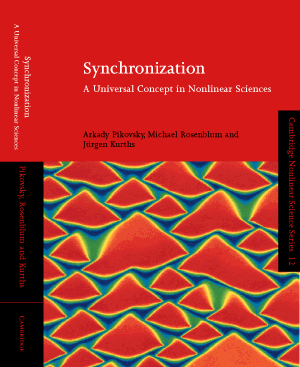 Synchronization
A Universal Concept in Nonlinear Sciences
Pikovsky, Rosenblum and Kurths
CAMBRIDGE
Synchronization
A Universal Concept in Nonlinear Sciences
Arkady Pikovsky, Michael Rosenblum and
Jürgen Kurths
Cambridge Nonlinear Science Series 12